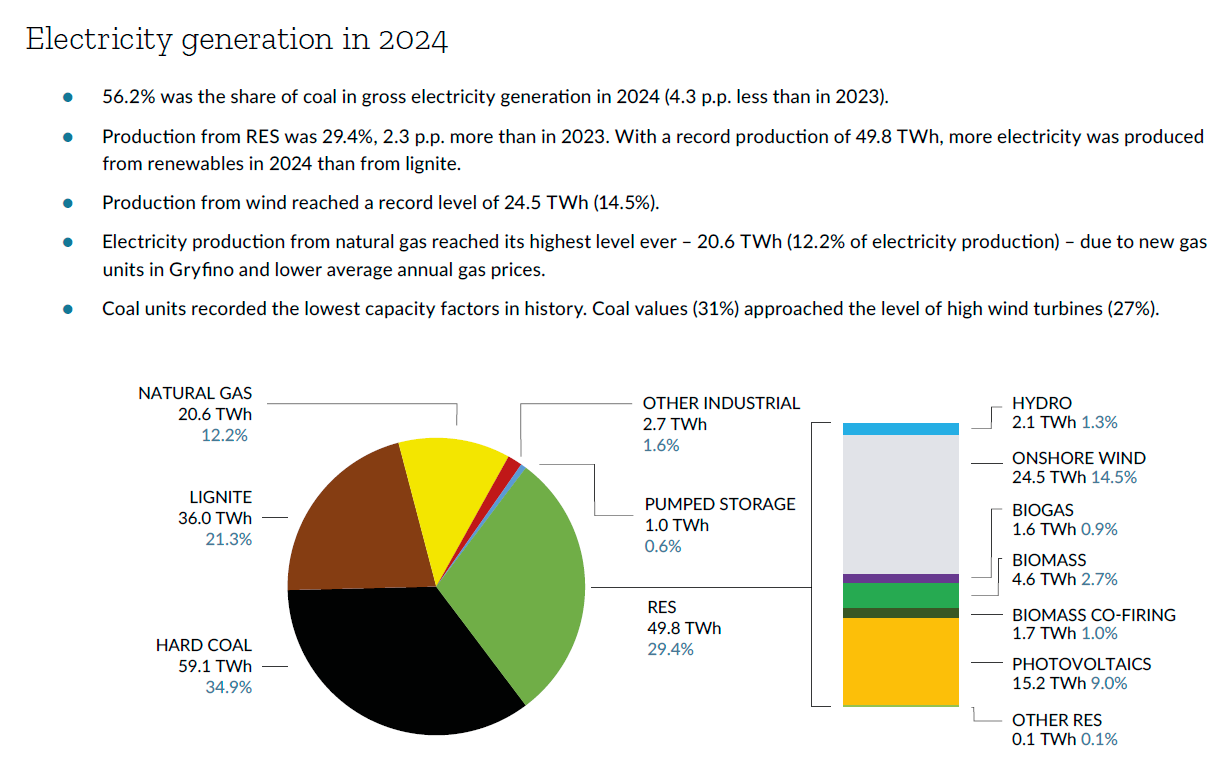 Electricity generation in 2024
● 56.2% was the share of coal in gross electricity generation in 2024 (4.3 p.p. less than in 2023).
● Production from RES was 29.4%, 2.3 p.p. more than in 2023. With a record production of 49.8 TWh, more electricity was produced
from renewables in 2024 than from lignite.
● Production from wind reached a record level of 24.5 TWh (14.5%).
● Electricity production from natural gas reached its highest level ever – 20.6 TWh (12.2% of electricity production) – due to new gas
units in Gryfino and lower average annual gas prices.
● Coal units recorded the lowest capacity factors in history. Coal values (31%) approached the level of high wind turbines (27%).
NATURAL GAS
20.6 TWh
12.2%
LIGNITE
36.0 TWh
21.3%
HARD COAL
59.1 TWh
34.9%
OTHER INDUSTRIAL
2.7 TWh
1.6%
PUMPED STORAGE
1.0 TWh
0.6%
RES
49.8 TWh
29.4%
HYDRO
2.1 TWh 1.3%
ONSHORE WIND
24.5 TWh 14.5%
BIOGAS
1.6 TWh 0.9%
BIOMASS
4.6 TWh 2.7%
BIOMASS CO-FIRING
1.7 TWh 1.0%
PHOTOVOLTAICS
15.2 TWh 9.0%
OTHER RES
0.1 TWh 0.1%